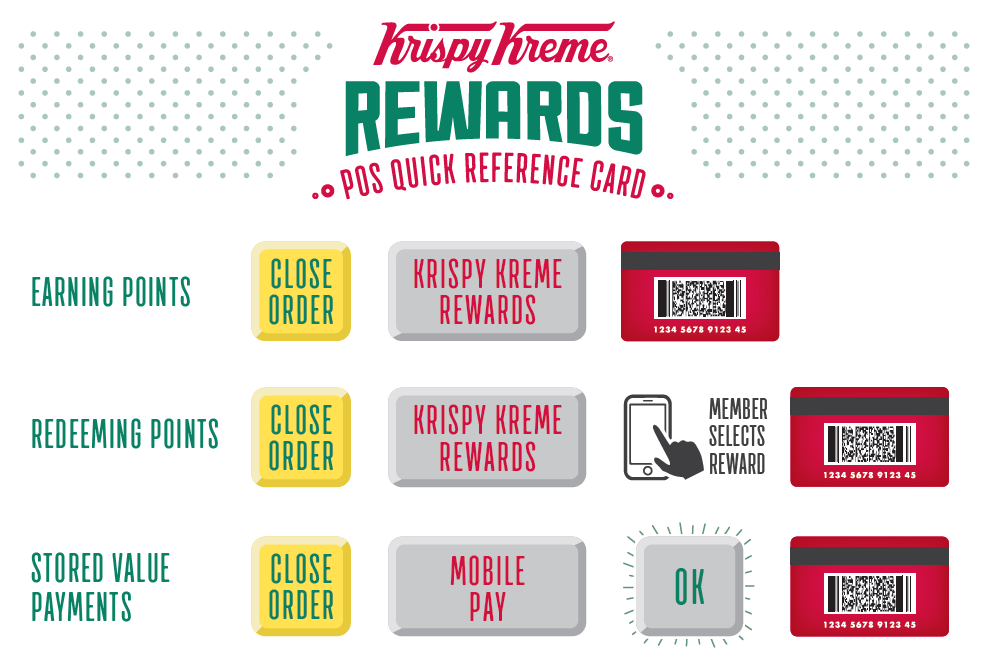 Krispy Kreme®
REWARDS
POS QUICK REFERENCE CARD
EARNING POINTS
CLOSE
ORDER
KRISPY KREME
REWARDS
1234 5678 9123 45
REDEEMING POINTS
CLOSE
ORDER
KRISPY KREME
REWARDS
MEMBER
SELECTS
REWARD
1234 5678 9123 45
STORED VALUE
PAYMENTS
CLOSE
ORDER
MOBILE
PAY
OK
1234 5678 9123 45